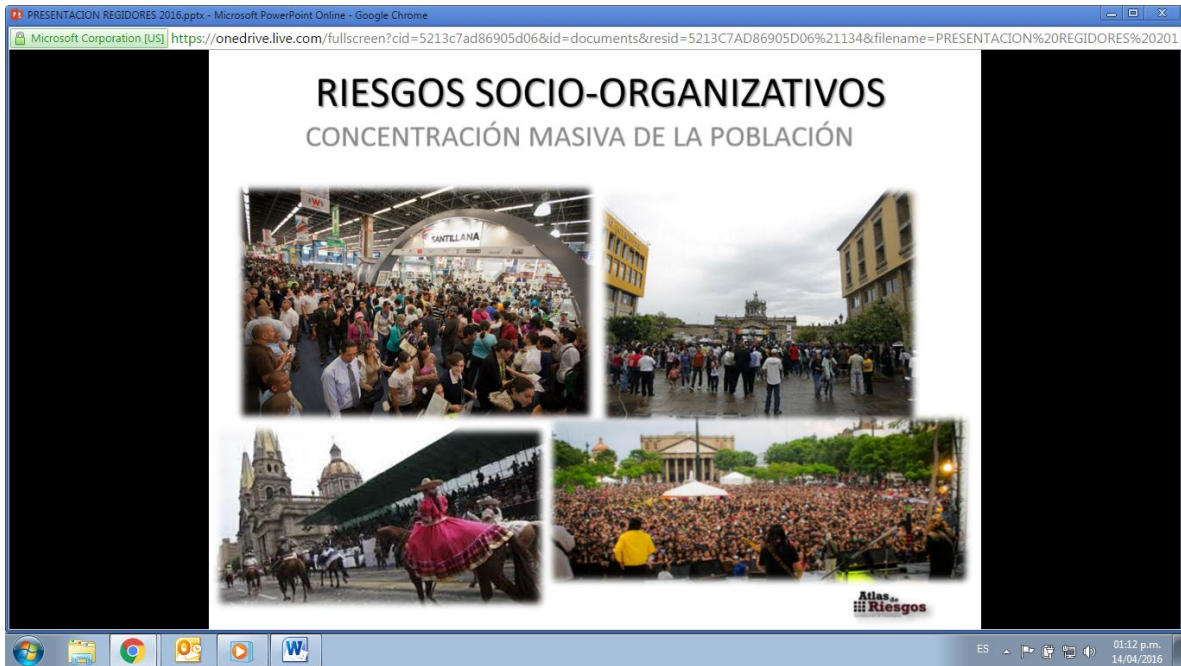 PRESENTACION REGIDORES 2016.pptx - Microsoft PowerPoint Online - Google Chrome
Microsoft Corporation [US] https://onedrive.live.com/fullscreen?cid=5213c7ad86905d06&id=documents&resid=5213C7AD86905D06%21134&filename=PRESENTACION%20REGIDORES%20201
RIESGOS SOCIO-ORGANIZATIVOS
CONCENTRACIÓN MASIVA DE LA POBLACIÓN
SANTILLANA
Atlas de
Riesgos
ES
01:12 p.m.
14/04/2016